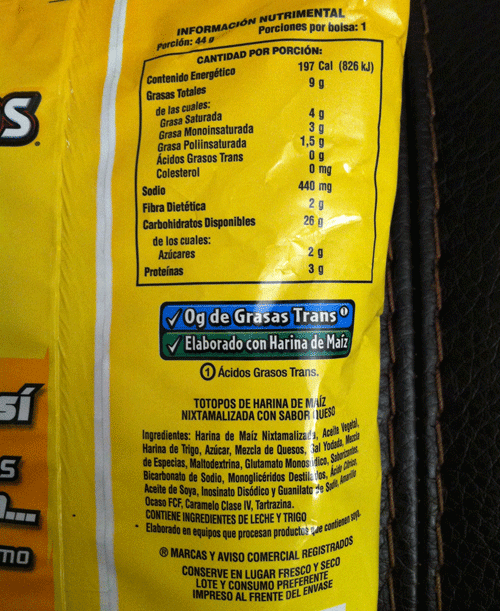 INFORMACIÓN NUTRIMENTAL
Porción: 44 g Porciones por bolsa: 1
CANTIDAD POR PORCIÓN:
Contenido Energético 197 Cal (826 kJ)
Grasas Totales 9 g
de las cuales:
Grasa Saturada 4 g
Grasa Monoinsaturada 3 g
Grasa Poliinsaturada 1,5 g
Ácidos Grasos Trans 0 g
Colesterol 0 mg
Sodio 440 mg
Fibra Dietética 2 g
Carbohidratos Disponibles 26 g
de los cuales:
Azúcares 2 g
Proteínas 3 g
0g de Grasas Trans 1
Elaborado con Harina de Maíz
1 Ácidos Grasos Trans.
TOTOPOS DE HARINA DE MAÍZ
NIXTAMALIZADA CON SABOR QUESO
Ingredientes: Harina de Maíz Nixtamalizada, Aceite Vegetal,
Harina de Trigo, Azúcar, Mezcla de Quesos, Sal Yodada, Mezcla
de Especias, Maltodextrina, Glutamato Monosódico, Saborizantes,
Bicarbonato de Sodio, Monoglicéridos Destilados, Ácido Cítrico,
Aceite de Soya, Inosinato Disódico y Guanilato de Sodio, Amarillo
Ocaso FCF, Caramelo Clase IV, Tartrazina.
CONTIENE INGREDIENTES DE LECHE Y TRIGO
Elaborado en equipos que procesan productos que contienen soya.
® MARCAS Y AVISO COMERCIAL REGISTRADOS
CONSERVE EN LUGAR FRESCO Y SECO
LOTE Y CONSUMO PREFERENTE
IMPRESO AL FRENTE DEL ENVASE
S
sí
s
...
mo